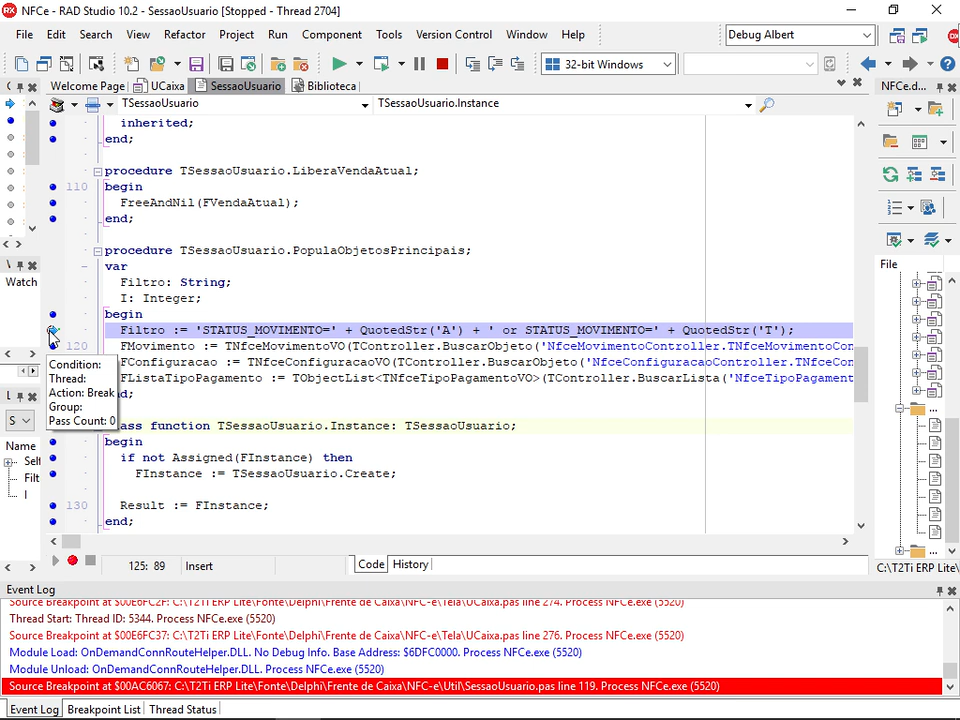 NFCe - RAD Studio 10.2 - SessaoUsuario [Stopped - Thread 2704]
File Edit Search View Refactor Project Run Component Tools Version Control Window Help
Debug Albert
32-bit Windows
Welcome Page UCaixa SessaoUsuario Biblioteca
NFCe.d...
TSessaoUsuario TSessaoUsuario.Instance
inherited;
end;
procedure TSessaoUsuario.LiberaVendaAtual;
110 begin
FreeAndNil(FVendaAtual);
end;
procedure TSessaoUsuario.PopulaObjetosPrincipais;
var
Filtro: String;
I: Integer;
begin
Filtro := 'STATUS_MOVIMENTO=' + QuotedStr('A') + ' or STATUS_MOVIMENTO=' + QuotedStr('T');
120 FMovimento := TNfceMovimentoVO(TController.BuscarObjeto('NfceMovimentoController.TNfceMovimentoCon
FConfiguracao := TNfceConfiguracaoVO(TController.BuscarObjeto('NfceConfiguracaoController.TNfceCon
FListaTipoPagamento := TObjectList<TNfceTipoPagamentoVO>(TController.BuscarLista('NfceTipoPagament
d;
ass function TSessaoUsuario.Instance: TSessaoUsuario;
begin
if not Assigned(FInstance) then
FInstance := TSessaoUsuario.Create;
130 Result := FInstance;
end;
Condition:
Thread:
Action: Break
Group:
Pass Count: 0
Watch
S
Name
Self
Filt
I
File
...
...
C:\T2Ti ERP Lite\
125: 89 Insert
Code History
Event Log
Source Breakpoint at $00E6FC2F: C:\T2Ti ERP Lite\Fonte\Delphi\Frente de Caixa\NFC-e\Tela\UCaixa.pas line 274. Process NFCe.exe (5520)
Thread Start: Thread ID: 5344. Process NFCe.exe (5520)
Source Breakpoint at $00E6FC37: C:\T2Ti ERP Lite\Fonte\Delphi\Frente de Caixa\NFC-e\Tela\UCaixa.pas line 276. Process NFCe.exe (5520)
Module Load: OnDemandConnRouteHelper.DLL. No Debug Info. Base Address: $6DFC0000. Process NFCe.exe (5520)
Module Unload: OnDemandConnRouteHelper.DLL. Process NFCe.exe (5520)
Source Breakpoint at $00AC6067: C:\T2Ti ERP Lite\Fonte\Delphi\Frente de Caixa\NFC-e\Util\SessaoUsuario.pas line 119. Process NFCe.exe (5520)
Event Log Breakpoint List Thread Status